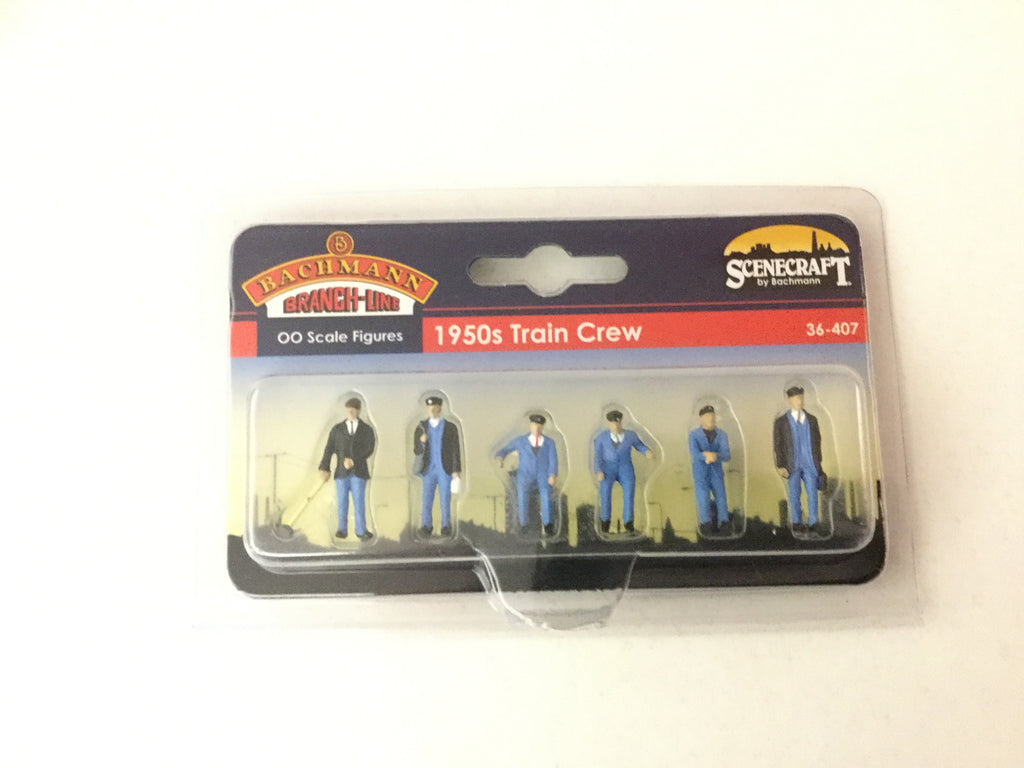 B
BACHMANN
BRANCH-LINE
OO Scale Figures
1950s Train Crew
SCENECRAFT
by Bachmann
36-407